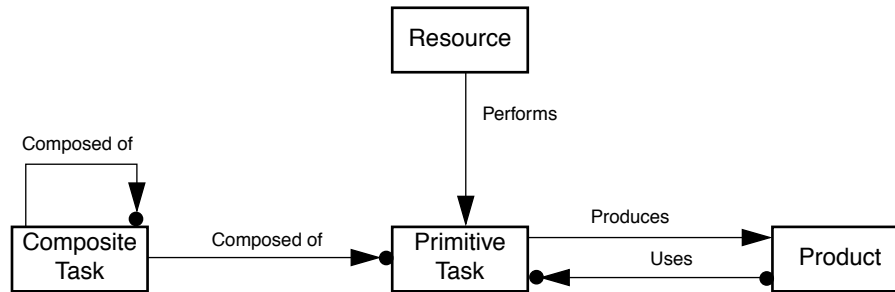 Resource
Performs
Composed of
Composite
Task
Composed of
Primitive
Task
Produces
Uses
Product